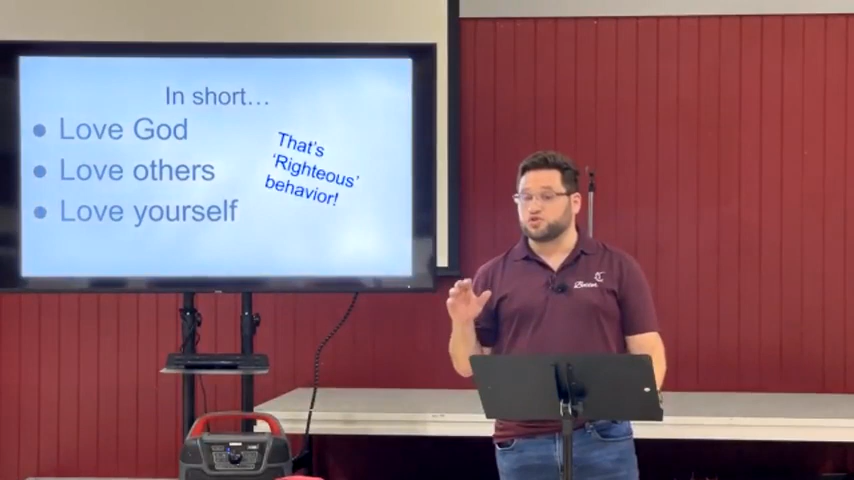 In short…
• Love God
• Love others
• Love yourself
That's
'Righteous'
behavior!